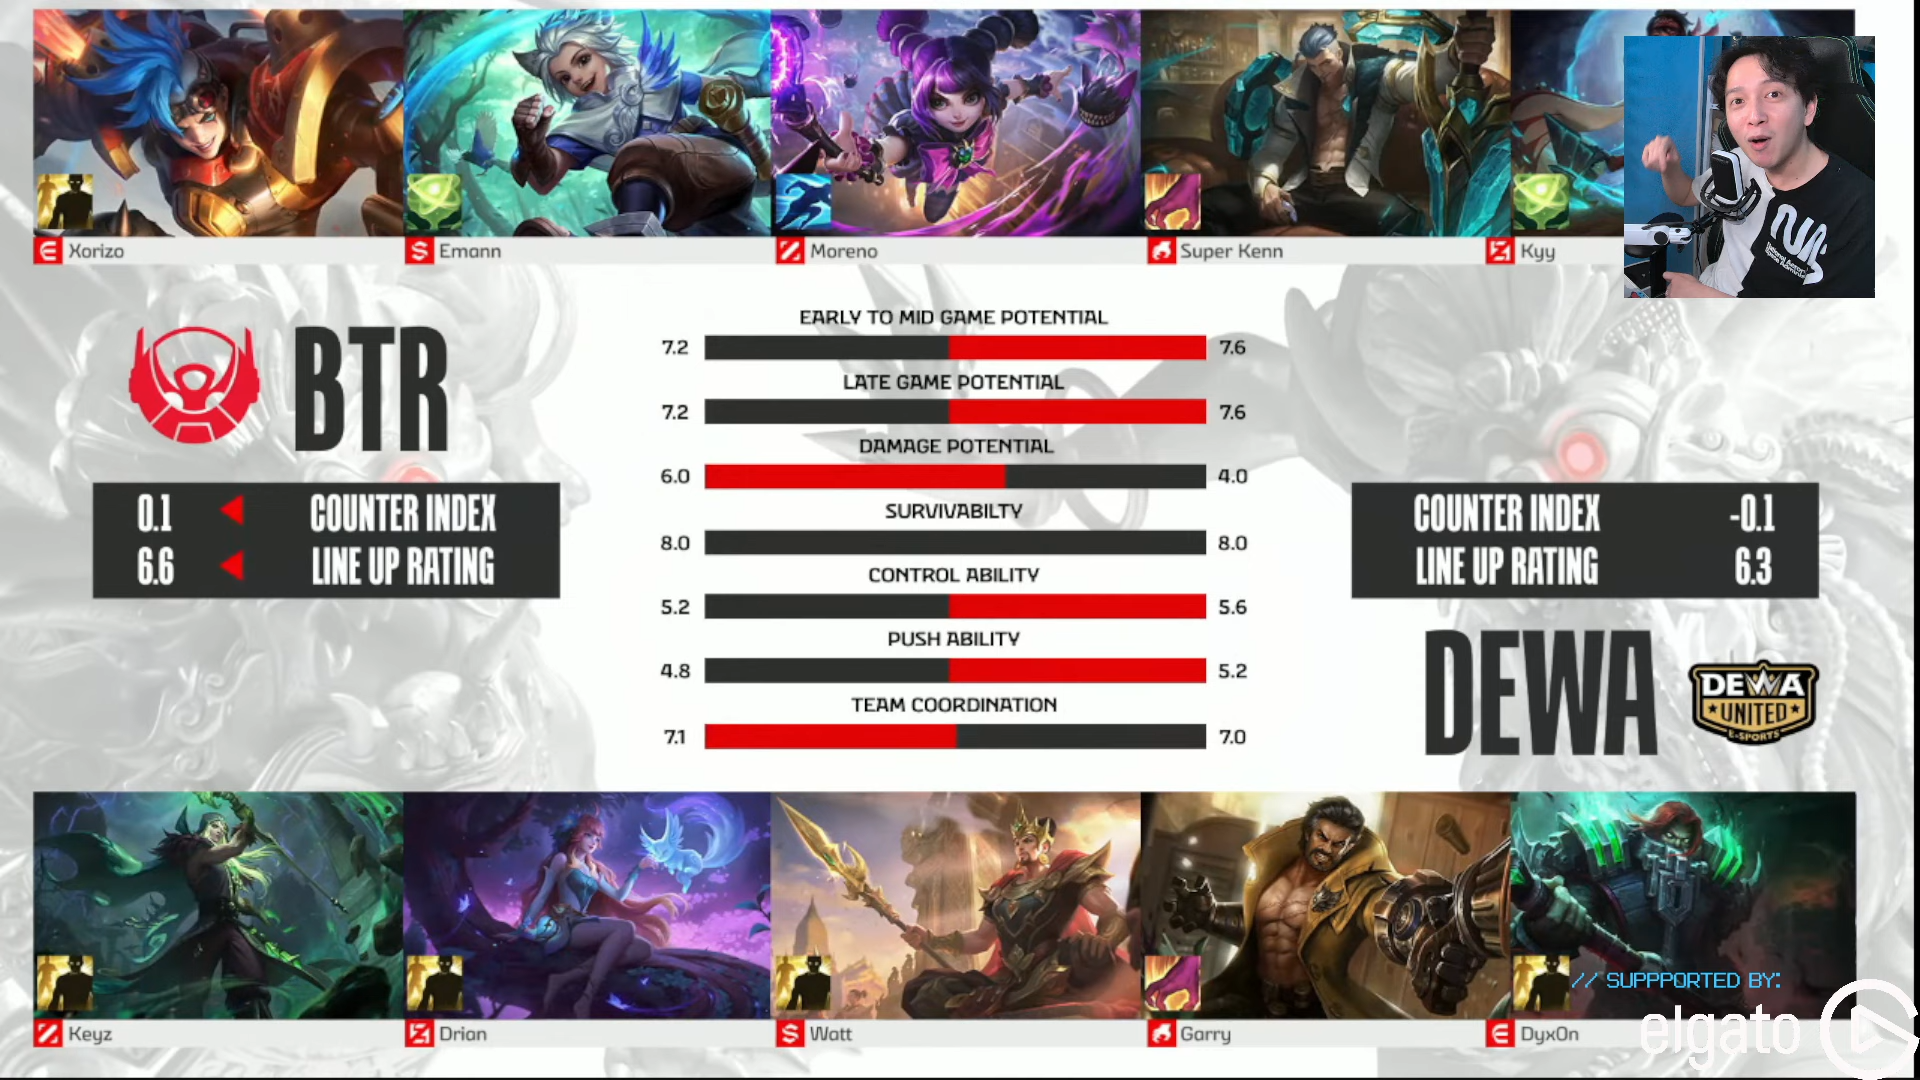 Xorizo
Emann
Moreno
Super Kenn
Kyy
BTR
0.1 COUNTER INDEX
6.6 LINE UP RATING
EARLY TO MID GAME POTENTIAL
7.2 7.6
LATE GAME POTENTIAL
7.2 7.6
DAMAGE POTENTIAL
6.0 4.0
SURVIVABILTY
8.0 8.0
CONTROL ABILITY
5.2 5.6
PUSH ABILITY
4.8 5.2
TEAM COORDINATION
7.1 7.0
COUNTER INDEX -0.1
LINE UP RATING 6.3
DEWA
DEWA
UNITED
E-SPORTS
Keyz
Drian
Watt
Garry
DyxOn
// SUPPPORTED BY:
elgato